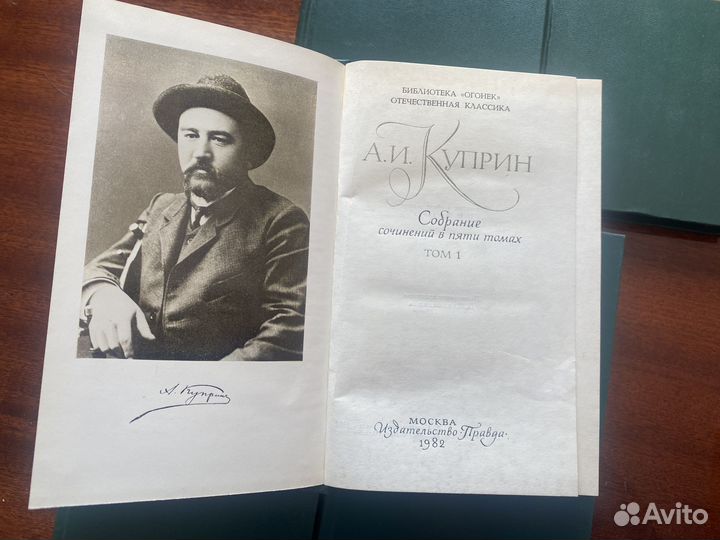 БИБЛИОТЕКА «ОГОНЕК»
ОТЕЧЕСТВЕННАЯ КЛАССИКА
А.И. КУПРИН
Собрание
сочинений в пяти томах
ТОМ 1
А. Куприн
МОСКВА
Издательство „Правда“
1982
Avito